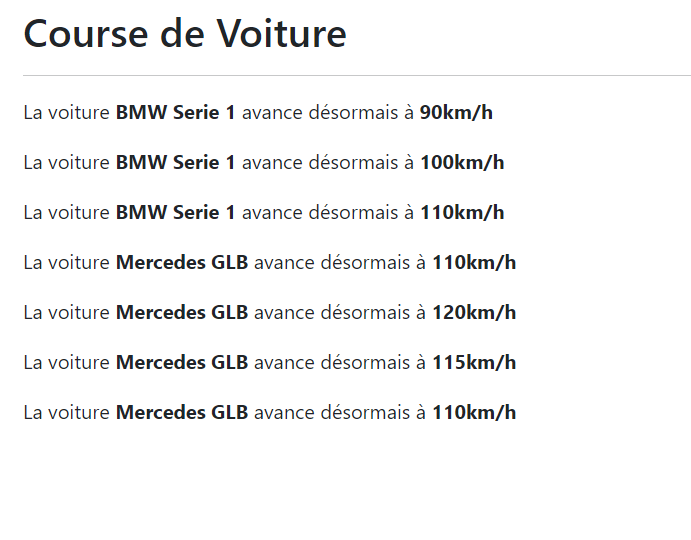 Course de Voiture
La voiture BMW Serie 1 avance désormais à 90km/h
La voiture BMW Serie 1 avance désormais à 100km/h
La voiture BMW Serie 1 avance désormais à 110km/h
La voiture Mercedes GLB avance désormais à 110km/h
La voiture Mercedes GLB avance désormais à 120km/h
La voiture Mercedes GLB avance désormais à 115km/h
La voiture Mercedes GLB avance désormais à 110km/h